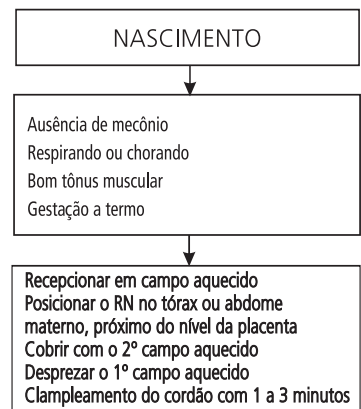 NASCIMENTO
Ausência de mecônio
Respirando ou chorando
Bom tônus muscular
Gestação a termo
Recepcionar em campo aquecido
Posicionar o RN no tórax ou abdome
materno, próximo do nível da placenta
Cobrir com o 2º campo aquecido
Desprezar o 1º campo aquecido
Clampleamento do cordão com 1 a 3 minutos